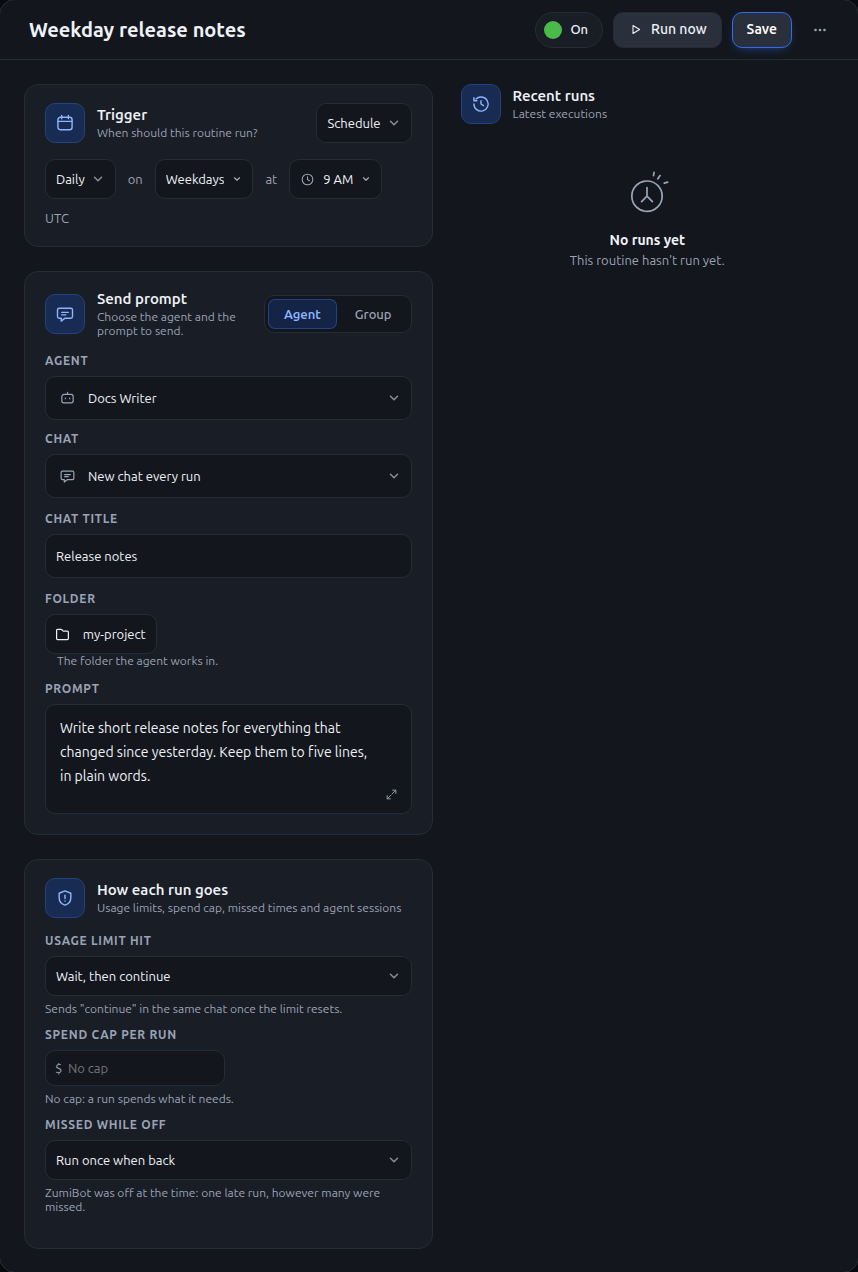 Weekday release notes
On
Run now
Save
Trigger
When should this routine run?
Schedule
Daily
on
Weekdays
at
9 AM
UTC
Send prompt
Choose the agent and the
prompt to send.
Agent
Group
AGENT
Docs Writer
CHAT
New chat every run
CHAT TITLE
Release notes
FOLDER
my-project
The folder the agent works in.
PROMPT
Write short release notes for everything that
changed since yesterday. Keep them to five lines,
in plain words.
How each run goes
Usage limits, spend cap, missed times and agent sessions
USAGE LIMIT HIT
Wait, then continue
Sends "continue" in the same chat once the limit resets.
SPEND CAP PER RUN
$ No cap
No cap: a run spends what it needs.
MISSED WHILE OFF
Run once when back
ZumiBot was off at the time: one late run, however many were
missed.
Recent runs
Latest executions
No runs yet
This routine hasn't run yet.